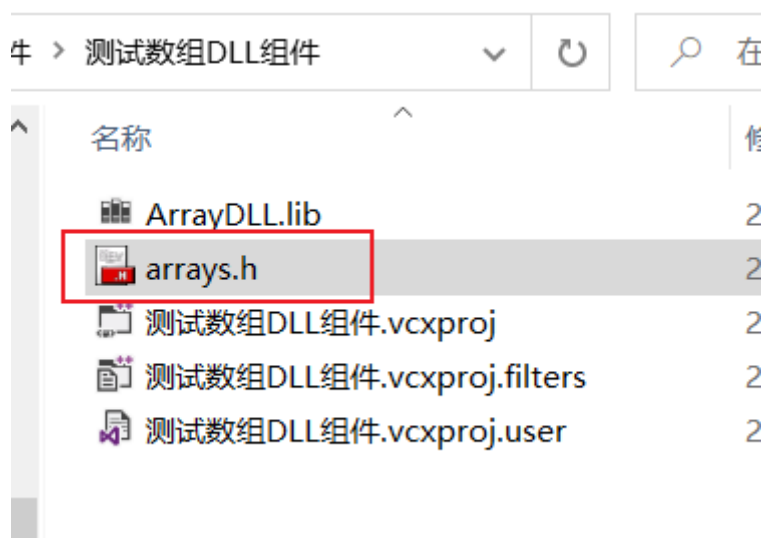 件 > 测试数组DLL组件
在
名称
修
ArrayDLL.lib
2
arrays.h
2
测试数组DLL组件.vcxproj
2
测试数组DLL组件.vcxproj.filters
2
测试数组DLL组件.vcxproj.user
2